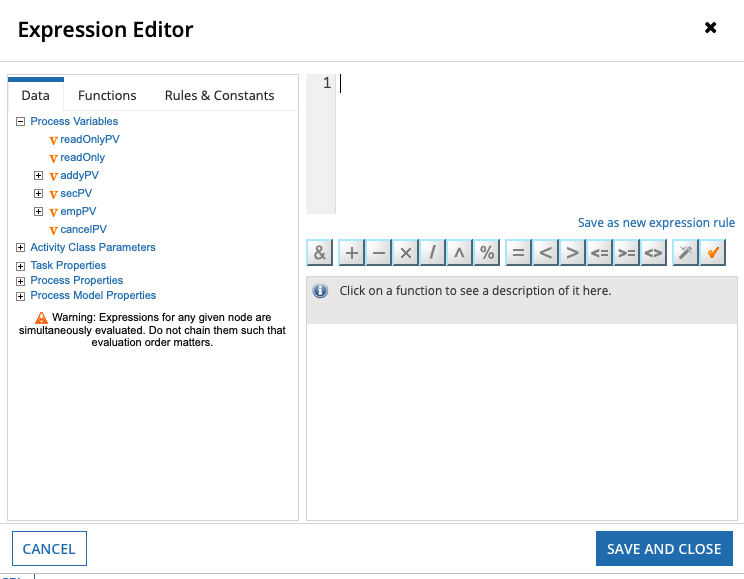 Expression Editor
Data Functions Rules & Constants
Process Variables
readOnlyPV
readOnly
addyPV
secPV
empPV
cancelPV
Activity Class Parameters
Task Properties
Process Properties
Process Model Properties
Warning: Expressions for any given node are
simultaneously evaluated. Do not chain them such that
evaluation order matters.
1
Save as new expression rule
& + − × / ^ % = < > <= >= <>
Click on a function to see a description of it here.
CANCEL SAVE AND CLOSE